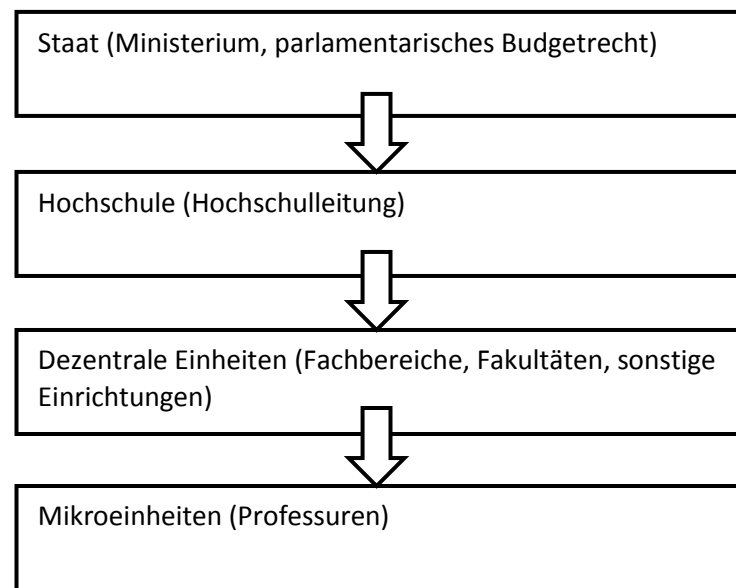 Staat (Ministerium, parlamentarisches Budgetrecht)
Hochschule (Hochschulleitung)
Dezentrale Einheiten (Fachbereiche, Fakultäten, sonstige
Einrichtungen)
Mikroeinheiten (Professuren)